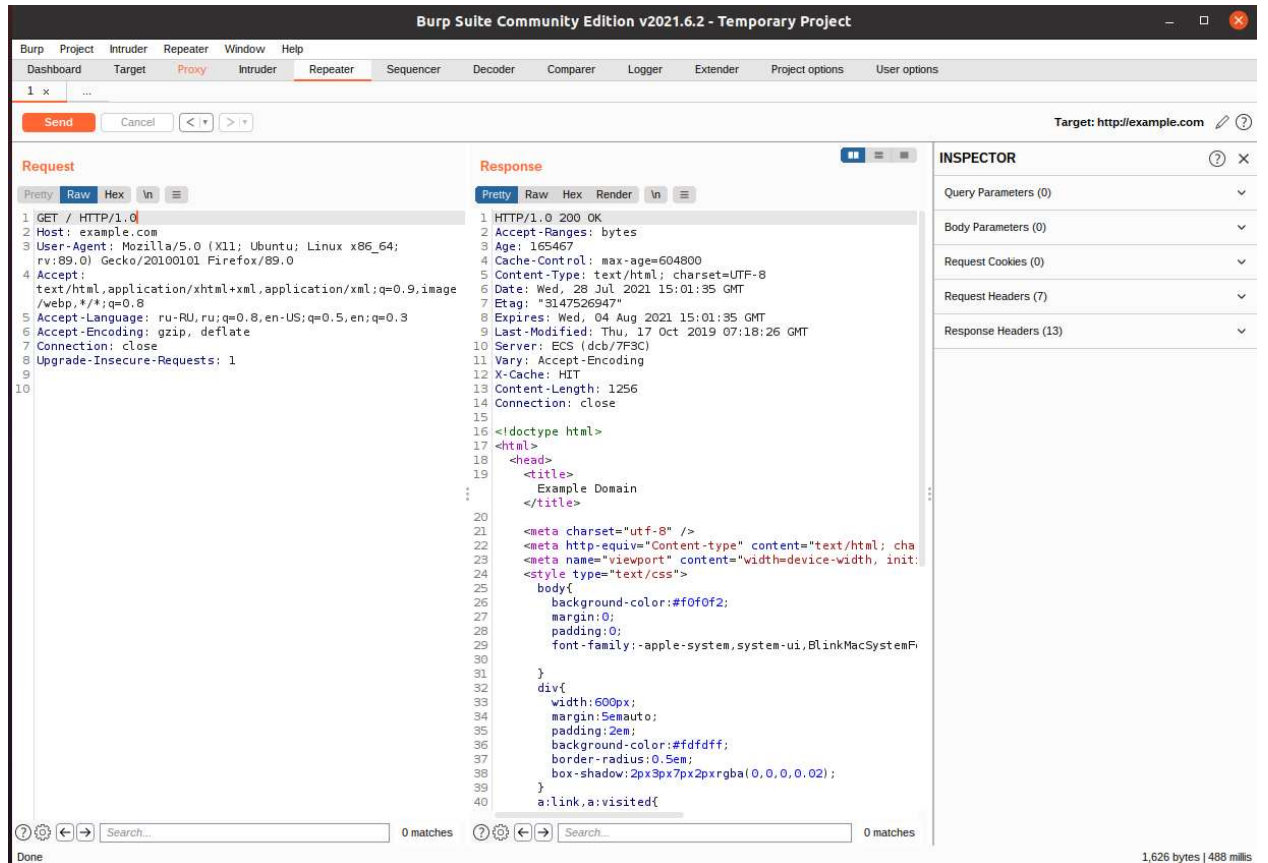 Burp Suite Community Edition v2021.6.2 - Temporary Project
Burp Project Intruder Repeater Window Help
Dashboard Target Proxy Intruder Repeater Sequencer Decoder Comparer Logger Extender Project options User options
1 × ...
Send Cancel < > Target: http://example.com
Request
Pretty Raw Hex \n
1 GET / HTTP/1.0
2 Host: example.com
3 User-Agent: Mozilla/5.0 (X11; Ubuntu; Linux x86_64;
rv:89.0) Gecko/20100101 Firefox/89.0
4 Accept:
text/html,application/xhtml+xml,application/xml;q=0.9,image
/webp,*/*;q=0.8
5 Accept-Language: ru-RU,ru;q=0.8,en-US;q=0.5,en;q=0.3
6 Accept-Encoding: gzip, deflate
7 Connection: close
8 Upgrade-Insecure-Requests: 1
9
10
Search... 0 matches
Response
Pretty Raw Hex Render \n
1 HTTP/1.0 200 OK
2 Accept-Ranges: bytes
3 Age: 165467
4 Cache-Control: max-age=604800
5 Content-Type: text/html; charset=UTF-8
6 Date: Wed, 28 Jul 2021 15:01:35 GMT
7 Etag: "3147526947"
8 Expires: Wed, 04 Aug 2021 15:01:35 GMT
9 Last-Modified: Thu, 17 Oct 2019 07:18:26 GMT
10 Server: ECS (dcb/7F3C)
11 Vary: Accept-Encoding
12 X-Cache: HIT
13 Content-Length: 1256
14 Connection: close
15
16 <!doctype html>
17 <html>
18 <head>
19 <title>
Example Domain
</title>
20
21 <meta charset="utf-8" />
22 <meta http-equiv="Content-type" content="text/html; cha
23 <meta name="viewport" content="width=device-width, init:
24 <style type="text/css">
25 body{
26 background-color:#f0f0f2;
27 margin:0;
28 padding:0;
29 font-family:-apple-system,system-ui,BlinkMacSystemF
30
31 }
32 div{
33 width:600px;
34 margin:5emauto;
35 padding:2em;
36 background-color:#fdfdff;
37 border-radius:0.5em;
38 box-shadow:2px3px7px2pxrgba(0,0,0,0.02);
39 }
40 a:link,a:visited{
Search... 0 matches
INSPECTOR
Query Parameters (0)
Body Parameters (0)
Request Cookies (0)
Request Headers (7)
Response Headers (13)
Done 1,626 bytes | 488 millis